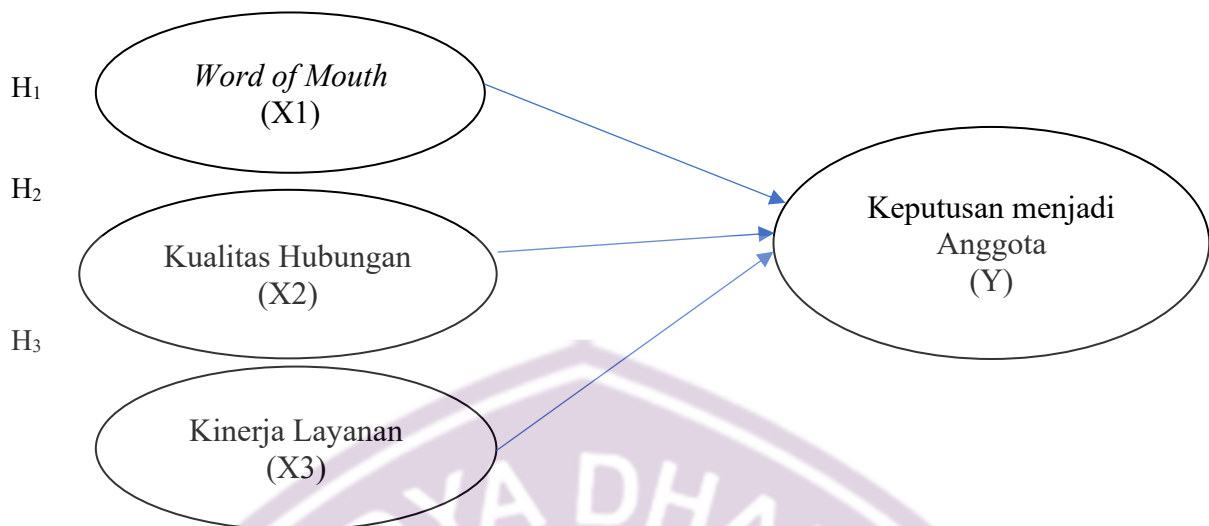 H₁
Word of Mouth
(X1)
H₂
Kualitas Hubungan
(X2)
H₃
Kinerja Layanan
(X3)
Keputusan menjadi
Anggota
(Y)